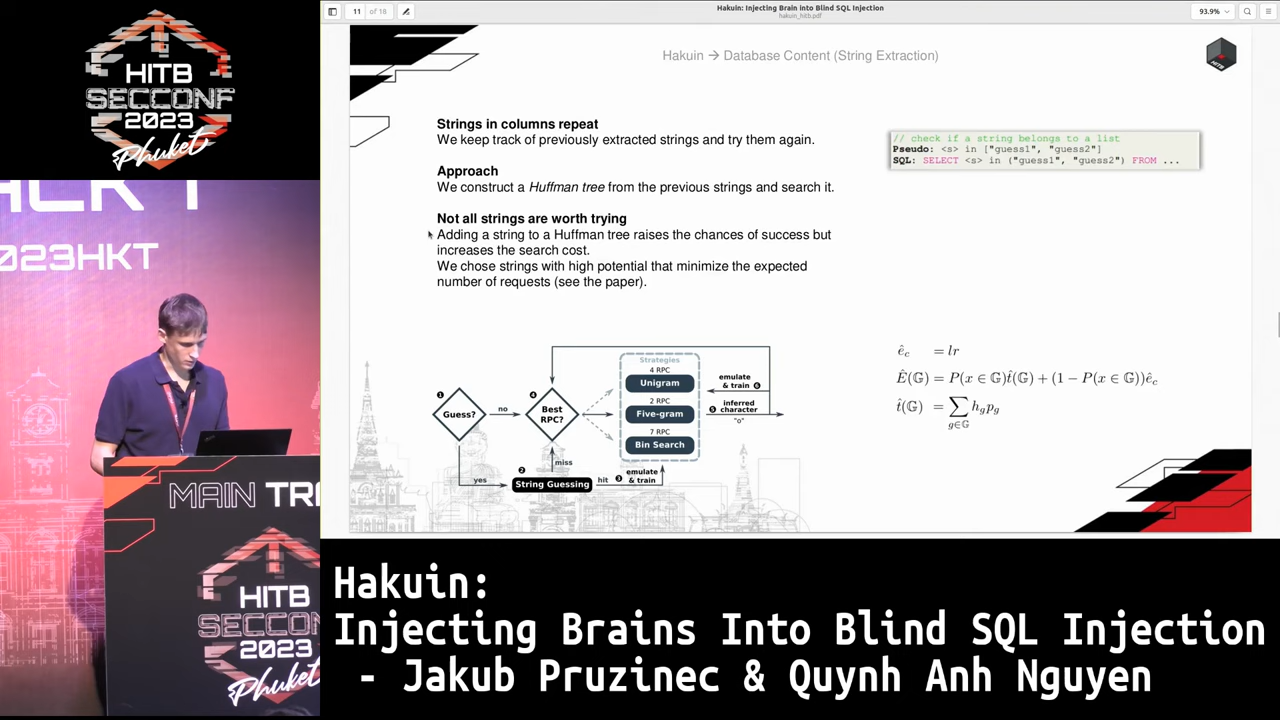 HITB
SECCONF
2023
Phuket
ACK I
2023HKT
MAIN TRA
HITB
SECCON
2023
Phuket
11 of 18
Hakuin: Injecting Brain into Blind SQL Injection
hakuin_hitb.pdf
93.9%
Hakuin → Database Content (String Extraction)
HITB
Strings in columns repeat
We keep track of previously extracted strings and try them again.
Approach
We construct a Huffman tree from the previous strings and search it.
Not all strings are worth trying
Adding a string to a Huffman tree raises the chances of success but
increases the search cost.
We chose strings with high potential that minimize the expected
number of requests (see the paper).
// check if a string belongs to a list
Pseudo: <s> in ["guess1", "guess2"]
SQL: SELECT <s> in ("guess1", "guess2") FROM ...
1
Guess?
no
yes
2
String Guessing
miss
hit
3
emulate
& train
4
Best
RPC?
Strategies
4 RPC
Unigram
2 RPC
Five-gram
7 RPC
Bin Search
emulate
& train 6
5 inferred
character
"o"
ê_c = lr
Ê(𝔾) = P(x ∈ 𝔾)t̂(𝔾) + (1 − P(x ∈ 𝔾))ê_c
t̂(𝔾) = ∑ h_g p_g
g∈𝔾
Hakuin:
Injecting Brains Into Blind SQL Injection
- Jakub Pruzinec & Quynh Anh Nguyen